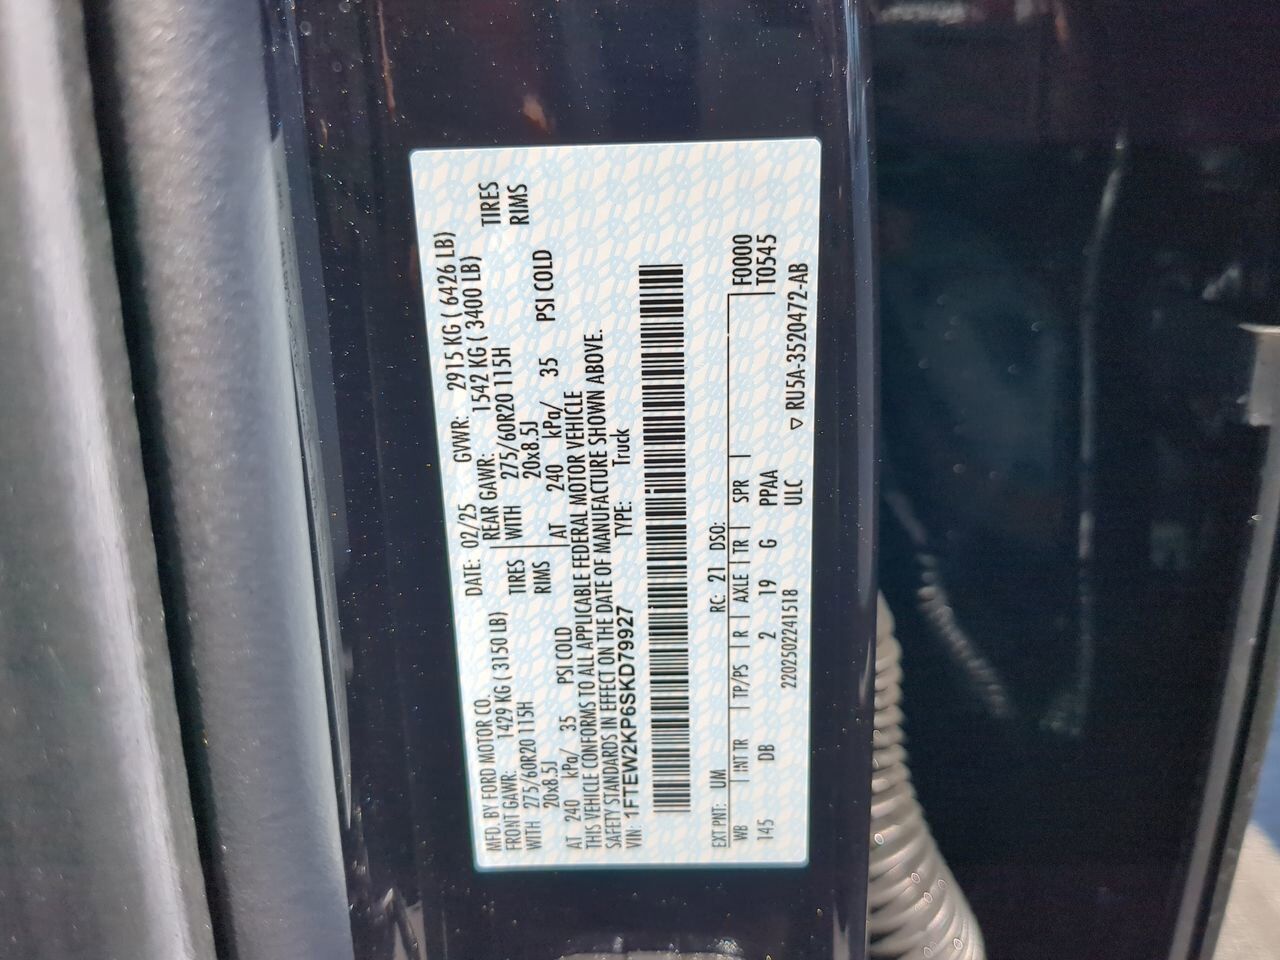 MFD. BY FORD MOTOR CO. DATE: 02/25 GVWR: 2915 KG ( 6426 LB)
FRONT GAWR: 1429 KG ( 3150 LB) REAR GAWR: 1542 KG ( 3400 LB)
WITH 275/60R20 115H TIRES WITH 275/60R20 115H TIRES
20x8.5J RIMS 20x8.5J RIMS
AT 240 kPa/ 35 PSI COLD AT 240 kPa/ 35 PSI COLD
THIS VEHICLE CONFORMS TO ALL APPLICABLE FEDERAL MOTOR VEHICLE
SAFETY STANDARDS IN EFFECT ON THE DATE OF MANUFACTURE SHOWN ABOVE.
VIN: 1FTEW2KP6SKD79927 TYPE: Truck
EXT PNT: UM RC: 21 DSO: F0000
WB INT TR TP/PS R AXLE TR SPR T0545
145 DB 2 19 G PPAA
2202502241518 ULC ▽ RU5A-3520472-AB